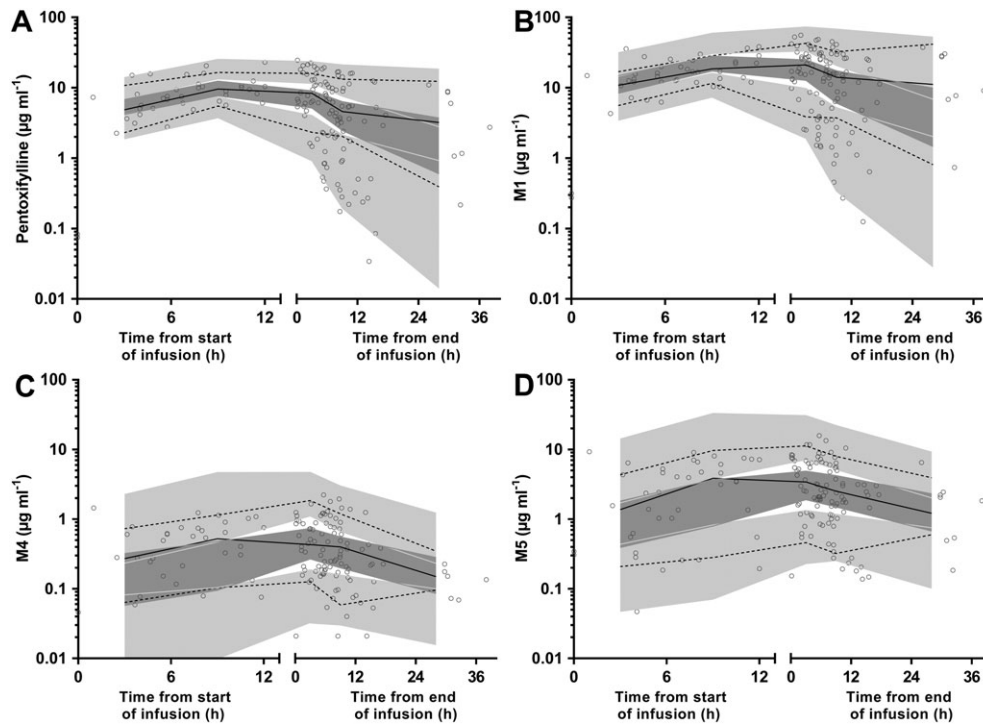 A
B
100
10
1
0.1
0.01
Pentoxifylline (µg ml⁻¹)
0 6 12 0 12 24 36
Time from start
of infusion (h)
Time from end
of infusion (h)
100
10
1
0.1
0.01
M1 (µg ml⁻¹)
0 6 12 0 12 24 36
Time from start
of infusion (h)
Time from end
of infusion (h)
C
D
100
10
1
0.1
0.01
M4 (µg ml⁻¹)
0 6 12 0 12 24 36
Time from start
of infusion (h)
Time from end
of infusion (h)
100
10
1
0.1
0.01
M5 (µg ml⁻¹)
0 6 12 0 12 24 36
Time from start
of infusion (h)
Time from end
of infusion (h)